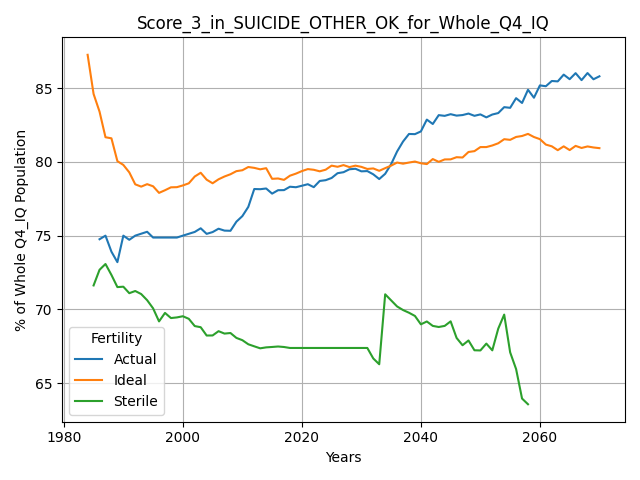 Score_3_in_SUICIDE_OTHER_OK_for_Whole_Q4_IQ
% of Whole Q4_IQ Population
85
80
75
70
65
Fertility
Actual
Ideal
Sterile
1980 2000 2020 2040 2060
Years